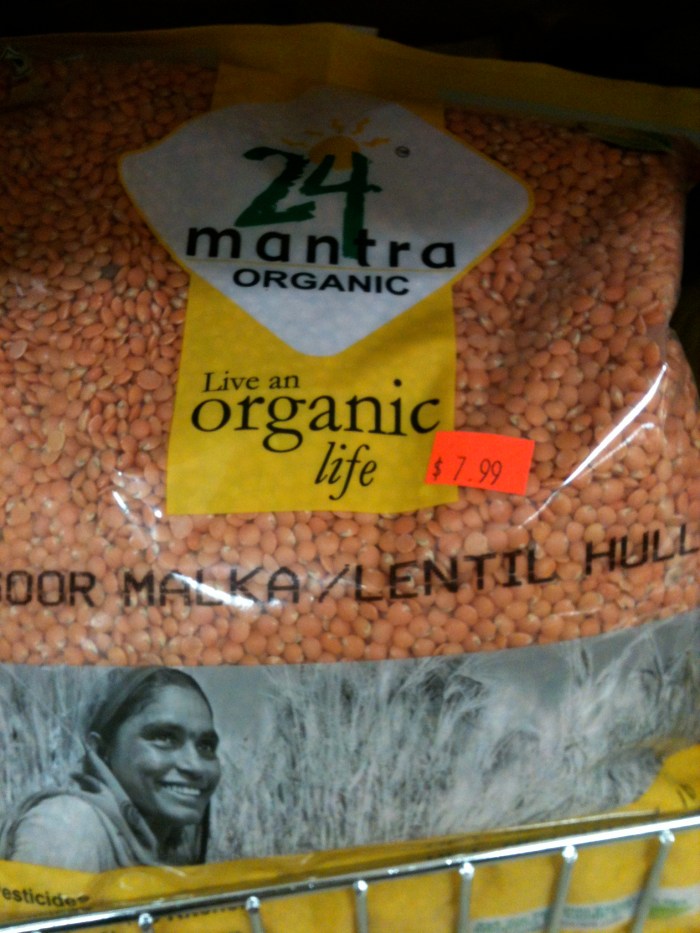 24
mantra
ORGANIC
Live an
organic
life
$ 7.99
OOR MALKA/LENTIL HULL
esticide